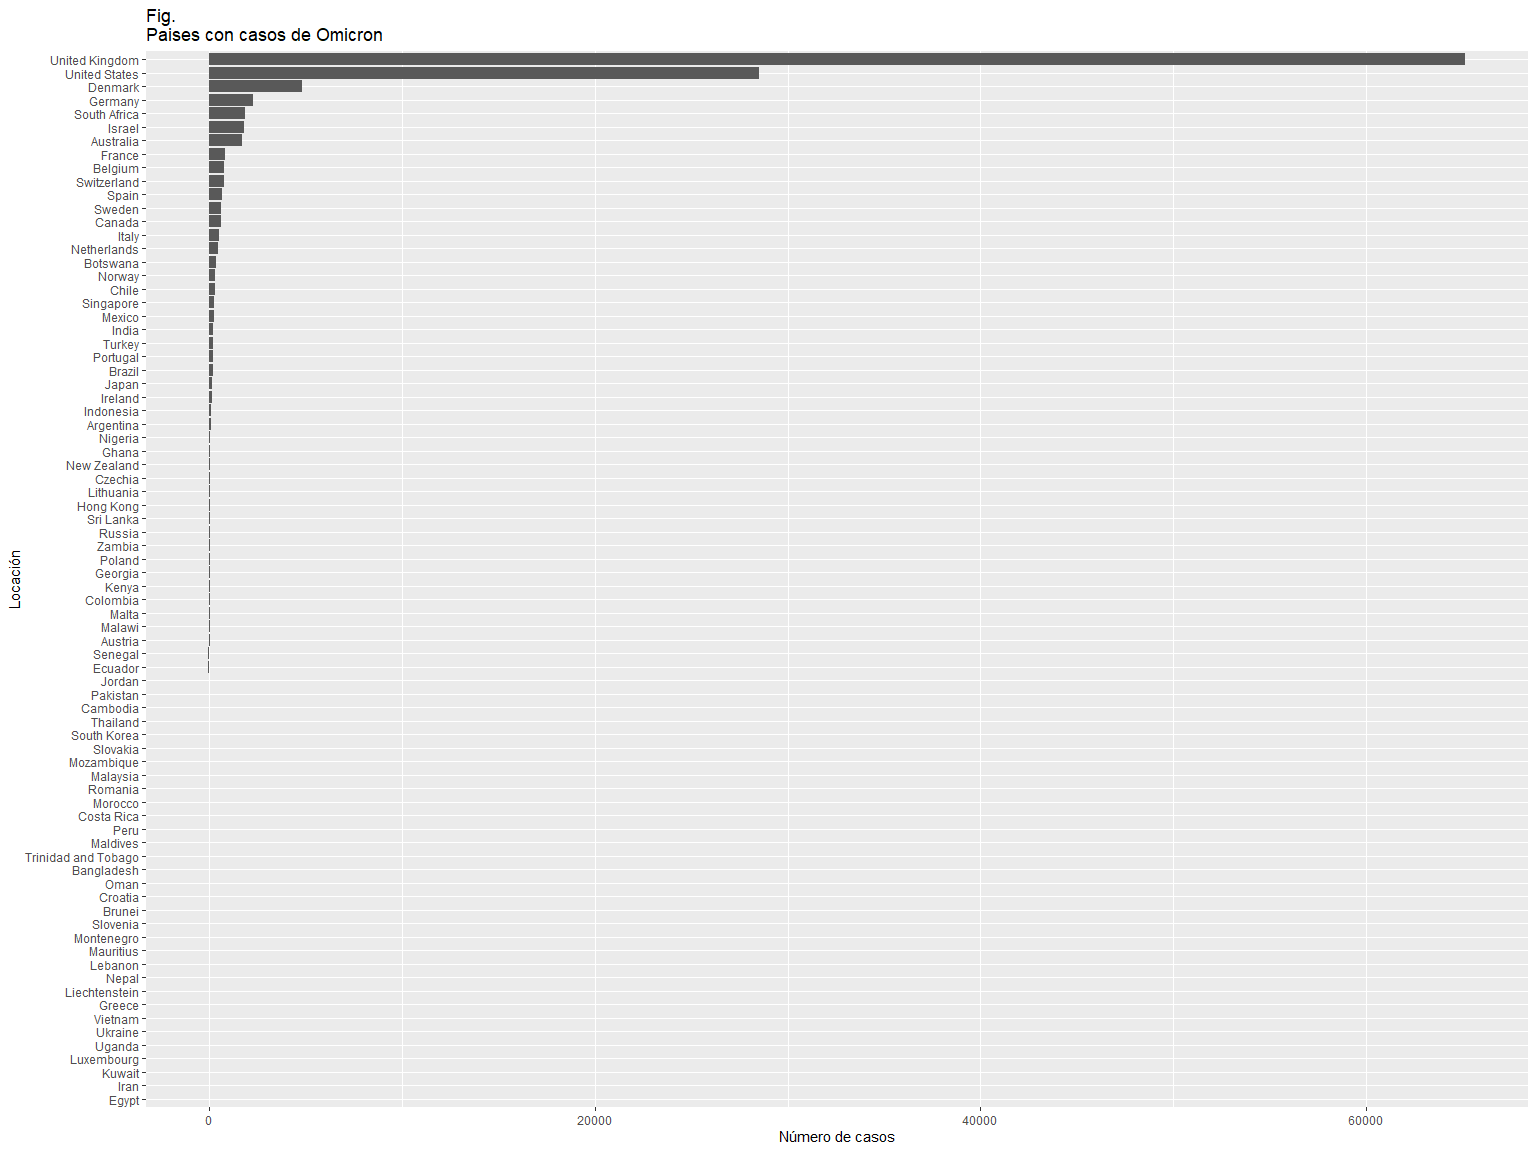 Fig.
Paises con casos de Omicron
United Kingdom
United States
Denmark
Germany
South Africa
Israel
Australia
France
Belgium
Switzerland
Spain
Sweden
Canada
Italy
Netherlands
Botswana
Norway
Chile
Singapore
Mexico
India
Turkey
Portugal
Brazil
Japan
Ireland
Indonesia
Argentina
Nigeria
Ghana
New Zealand
Czechia
Lithuania
Hong Kong
Sri Lanka
Russia
Zambia
Poland
Georgia
Kenya
Colombia
Malta
Malawi
Austria
Senegal
Ecuador
Jordan
Pakistan
Cambodia
Thailand
South Korea
Slovakia
Mozambique
Malaysia
Romania
Morocco
Costa Rica
Peru
Maldives
Trinidad and Tobago
Bangladesh
Oman
Croatia
Brunei
Slovenia
Montenegro
Mauritius
Lebanon
Nepal
Liechtenstein
Greece
Vietnam
Ukraine
Uganda
Luxembourg
Kuwait
Iran
Egypt
Locación
0 20000 40000 60000
Número de casos